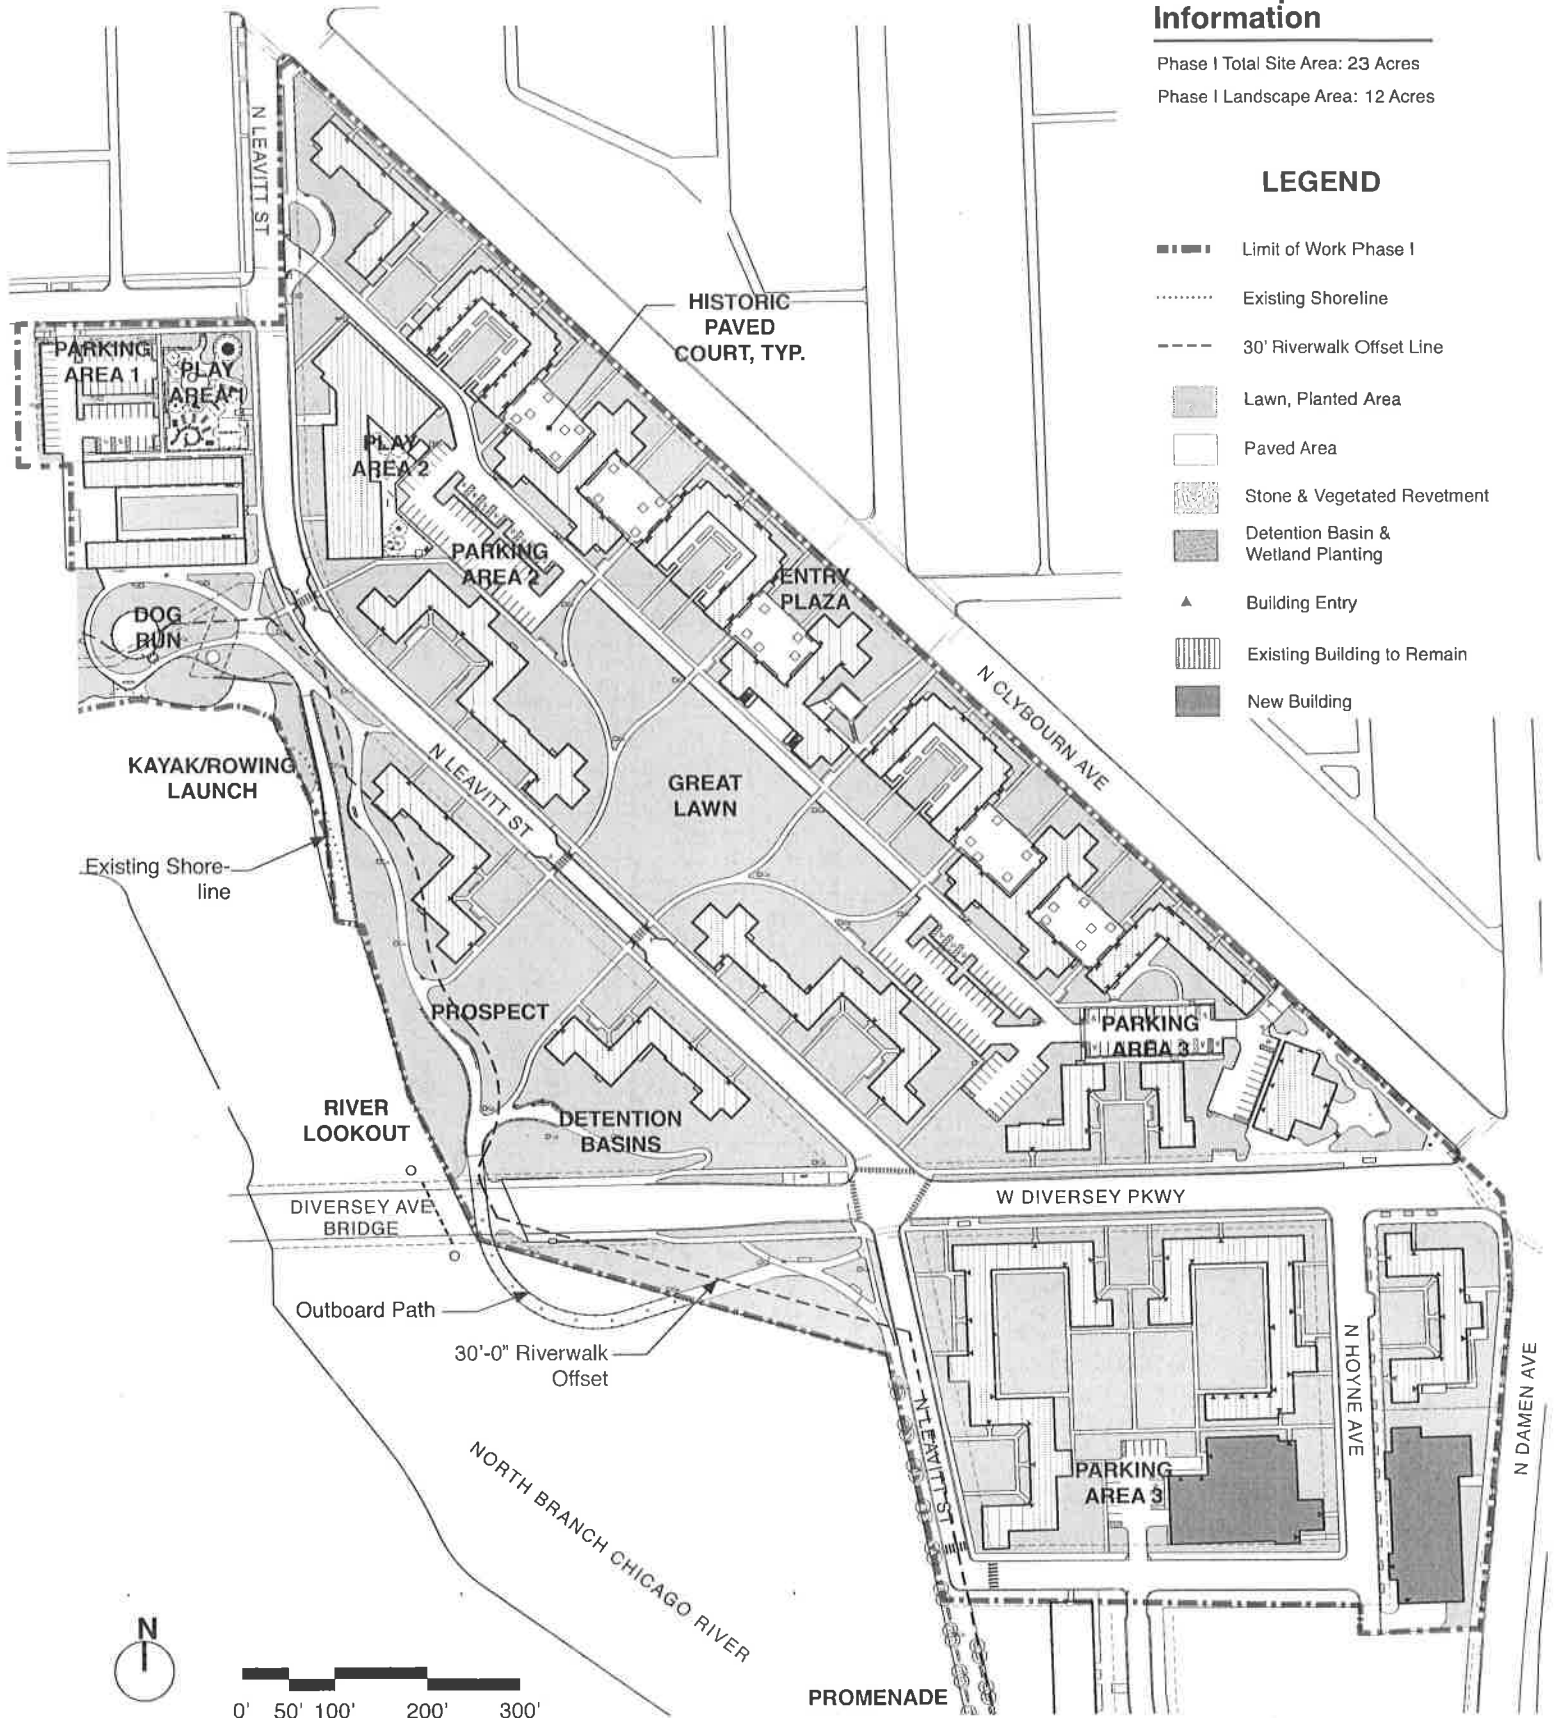 Information
Phase I Total Site Area: 23 Acres
Phase I Landscape Area: 12 Acres
LEGEND
Limit of Work Phase I
Existing Shoreline
30' Riverwalk Offset Line
Lawn, Planted Area
Paved Area
Stone & Vegetated Revetment
Detention Basin &
Wetland Planting
Building Entry
Existing Building to Remain
New Building
N LEAVITT ST
HISTORIC
PAVED
COURT, TYP.
PARKING
AREA 1
PLAY
AREA 1
PLAY
AREA 2
PARKING
AREA 2
ENTRY
PLAZA
DOG
RUN
N CLYBOURN AVE
KAYAK/ROWING
LAUNCH
N LEAVITT ST
GREAT
LAWN
Existing Shore-
line
PROSPECT
PARKING
AREA 3
RIVER
LOOKOUT
DETENTION
BASINS
DIVERSEY AVE
BRIDGE
W DIVERSEY PKWY
Outboard Path
30'-0" Riverwalk
Offset
N HOYNE AVE
N DAMEN AVE
N LEAVITT ST
PARKING
AREA 3
NORTH BRANCH CHICAGO RIVER
N
0' 50' 100' 200' 300'
PROMENADE